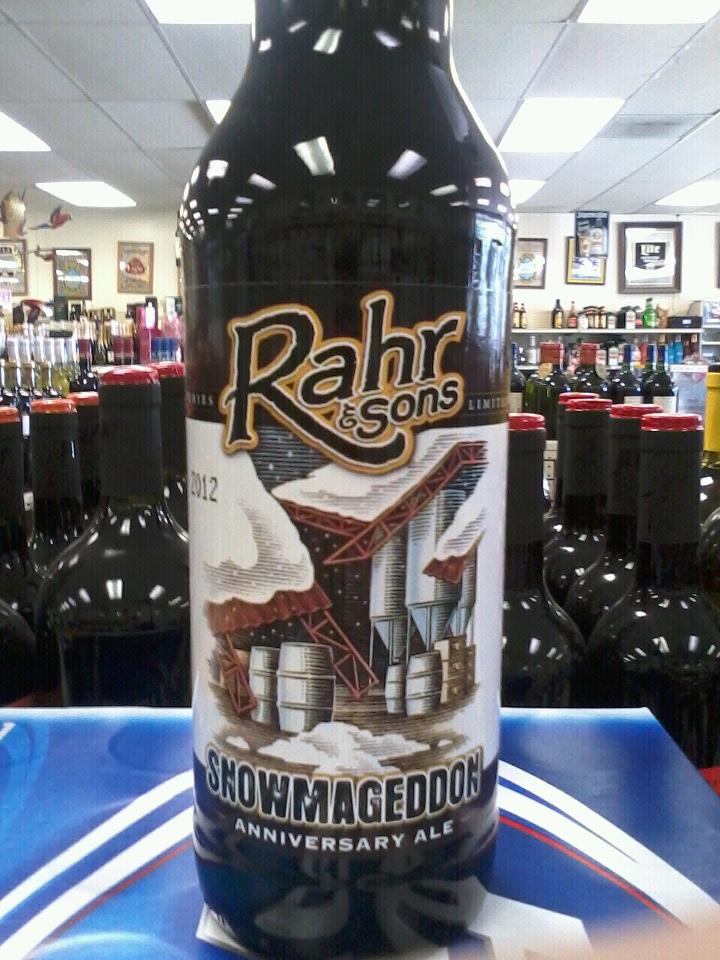 Rahr
& Sons
2012
SNOWMAGEDDON
ANNIVERSARY ALE
Lite